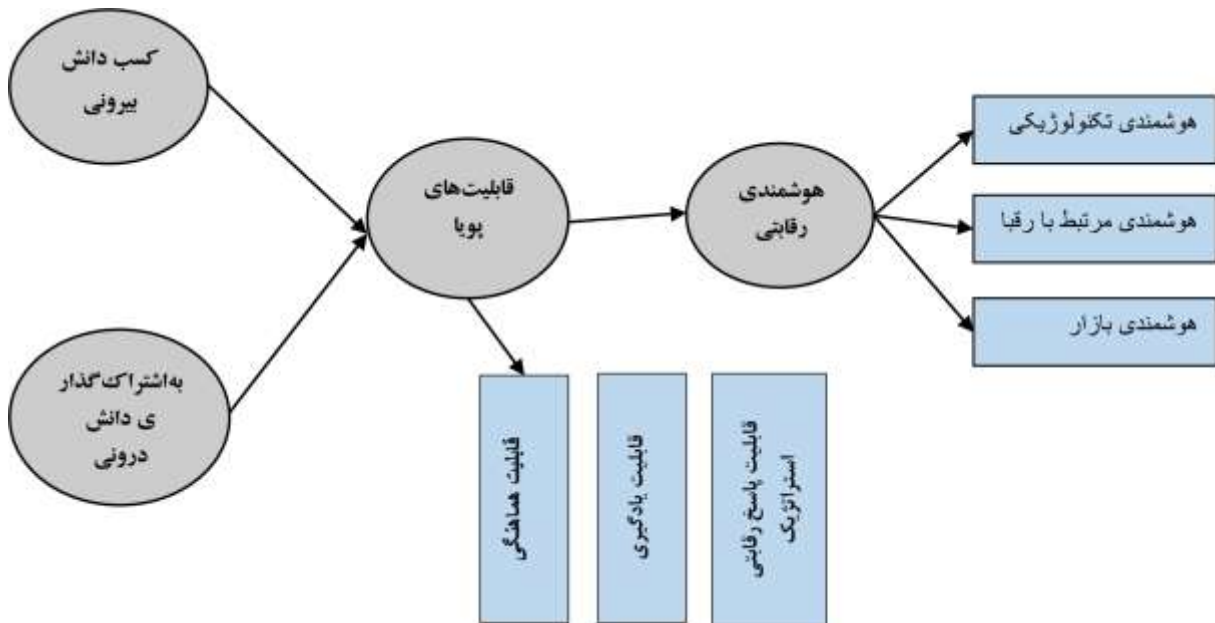 کسب دانش
بیرونی
قابلیت‌های
پویا
هوشمندی
رقابتی
هوشمندی تکنولوژیکی
هوشمندی مرتبط با رقبا
هوشمندی بازار
به‌اشتراک‌گذار
ی دانش
درونی
قابلیت هماهنگی
قابلیت یادگیری
قابلیت پاسخ رقابتی
استراتژیک